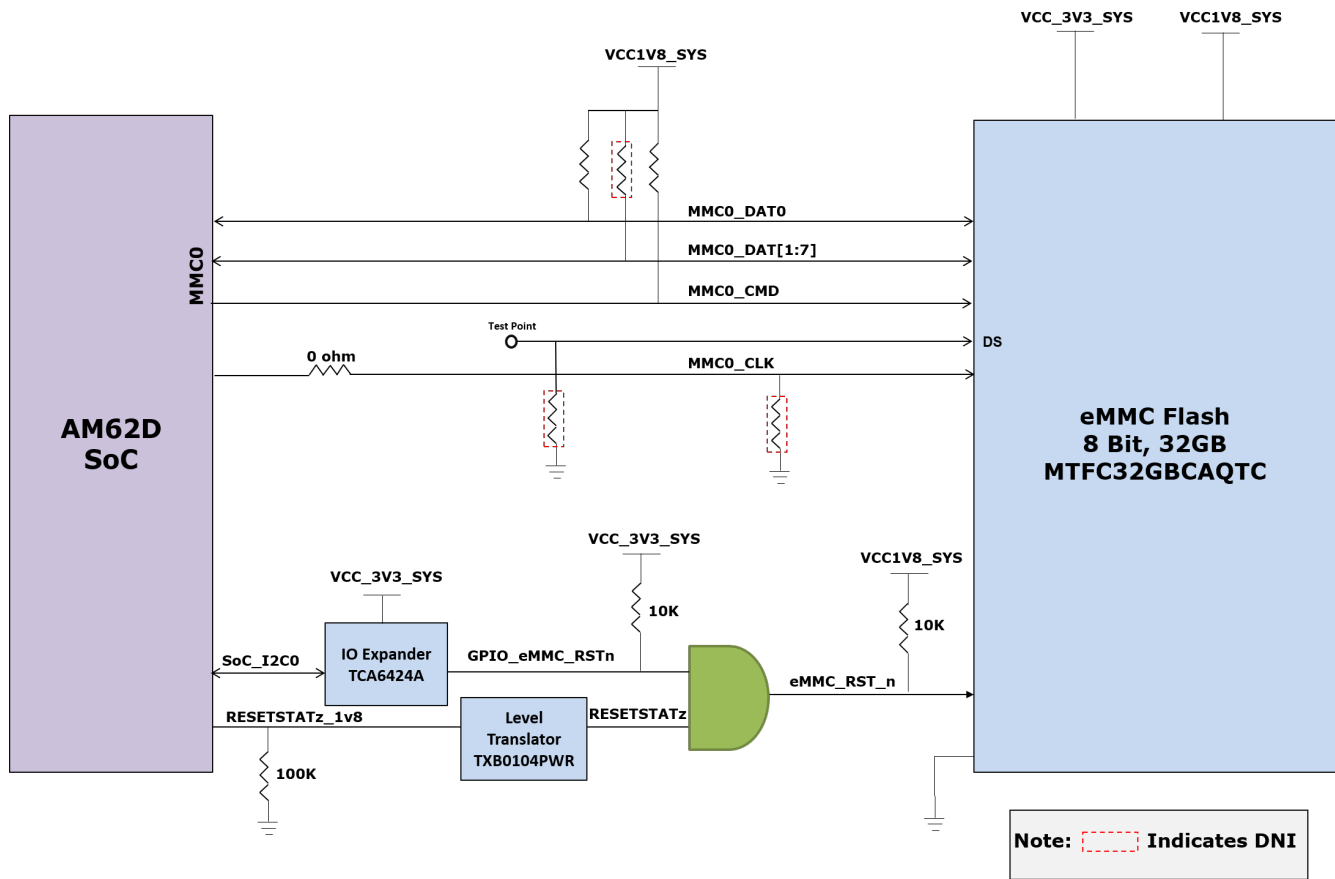 VCC_3V3_SYS
VCC1V8_SYS
VCC1V8_SYS
MMC0_DAT0
MMC0_DAT[1:7]
MMC0
MMC0_CMD
Test Point
DS
0 ohm
MMC0_CLK
AM62D
SoC
eMMC Flash
8 Bit, 32GB
MTFC32GBCAQTC
VCC_3V3_SYS
VCC1V8_SYS
VCC_3V3_SYS
10K
10K
SoC_I2C0
IO Expander
TCA6424A
GPIO_eMMC_RSTn
eMMC_RST_n
RESETSTATz_1v8
Level
Translator
TXB0104PWR
RESETSTATz
100K
Note: Indicates DNI